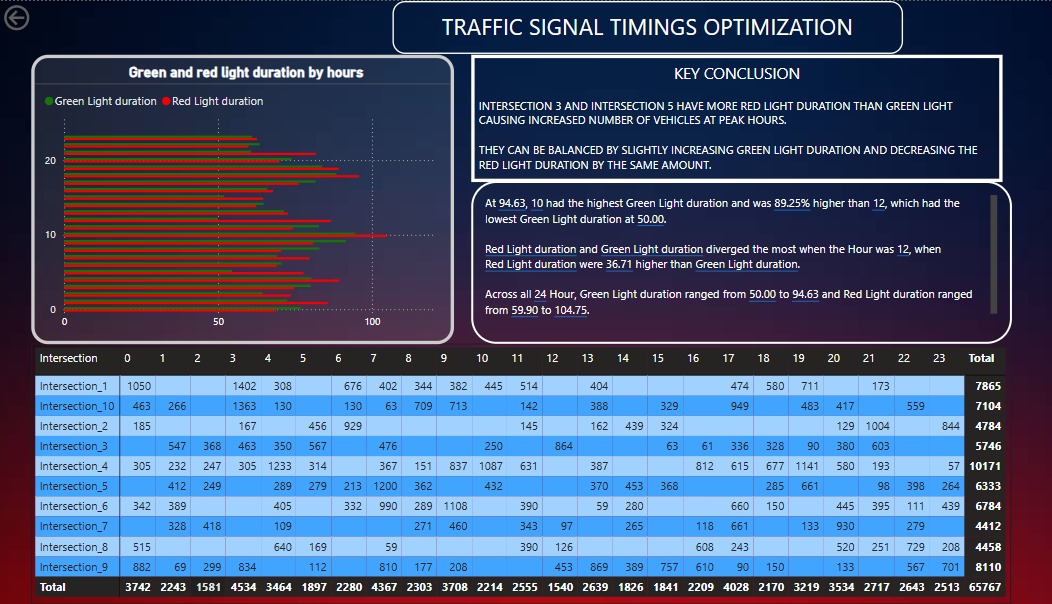 TRAFFIC SIGNAL TIMINGS OPTIMIZATION
Green and red light duration by hours
Green Light duration Red Light duration
20
10
0
0 50 100
KEY CONCLUSION
INTERSECTION 3 AND INTERSECTION 5 HAVE MORE RED LIGHT DURATION THAN GREEN LIGHT
CAUSING INCREASED NUMBER OF VEHICLES AT PEAK HOURS.
THEY CAN BE BALANCED BY SLIGHTLY INCREASING GREEN LIGHT DURATION AND DECREASING THE
RED LIGHT DURATION BY THE SAME AMOUNT.
At 94.63, 10 had the highest Green Light duration and was 89.25% higher than 12, which had the
lowest Green Light duration at 50.00.
Red Light duration and Green Light duration diverged the most when the Hour was 12, when
Red Light duration were 36.71 higher than Green Light duration.
Across all 24 Hour, Green Light duration ranged from 50.00 to 94.63 and Red Light duration ranged
from 59.90 to 104.75.
Intersection 0 1 2 3 4 5 6 7 8 9 10 11 12 13 14 15 16 17 18 19 20 21 22 23 Total
Intersection_1 1050 1402 308 676 402 344 382 445 514 404 474 580 711 173 7865
Intersection_10 463 266 1363 130 130 63 709 713 142 388 329 949 483 417 559 7104
Intersection_2 185 167 456 929 145 162 439 324 129 1004 844 4784
Intersection_3 547 368 463 350 567 476 250 864 63 61 336 328 90 380 603 5746
Intersection_4 305 232 247 305 1233 314 367 151 837 1087 631 387 812 615 677 1141 580 193 57 10171
Intersection_5 412 249 289 279 213 1200 362 432 370 453 368 285 661 98 398 264 6333
Intersection_6 342 389 405 332 990 289 1108 390 59 280 660 150 445 395 111 439 6784
Intersection_7 328 418 109 271 460 343 97 265 118 661 133 930 279 4412
Intersection_8 515 640 169 59 390 126 608 243 520 251 729 208 4458
Intersection_9 882 69 299 834 112 810 177 208 453 869 389 757 610 90 150 133 567 701 8110
Total 3742 2243 1581 4534 3464 1897 2280 4367 2303 3708 2214 2555 1540 2639 1826 1841 2209 4028 2170 3219 3534 2717 2643 2513 65767